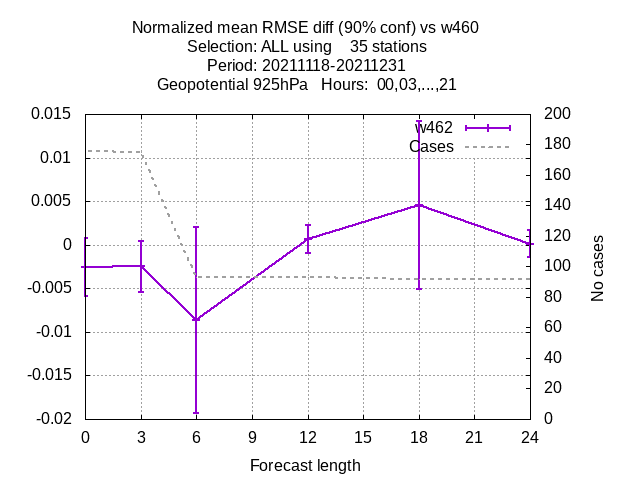 Normalized mean RMSE diff (90% conf) vs w460
Selection: ALL using    35 stations
Period: 20211118-20211231
Geopotential 925hPa   Hours:  00,03,...,21
0.015
0.01
0.005
0
-0.005
-0.01
-0.015
-0.02
200
180
160
140
120
100
80
60
40
20
0
w462
Cases
No cases
0 3 6 9 12 15 18 21 24
Forecast length